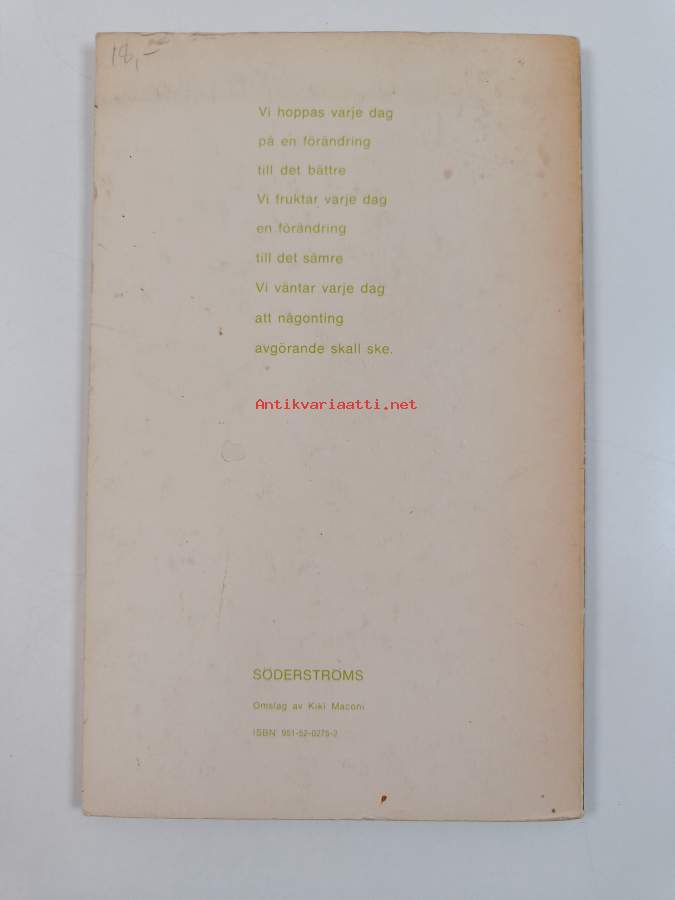 18,-
Vi hoppas varje dag
på en förändring
till det bättre
Vi fruktar varje dag
en förändring
till det sämre
Vi väntar varje dag
att någonting
avgörande skall ske.
Antikvariaatti.net
SÖDERSTRÖMS
Omslag av Kiki Maconi
ISBN 951-52-0275-2